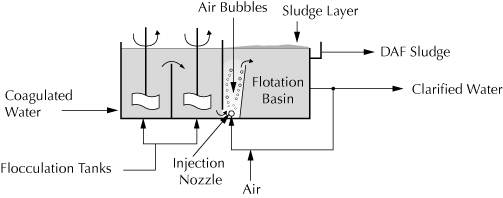 Air Bubbles
Sludge Layer
DAF Sludge
Flotation
Basin
Clarified Water
Coagulated
Water
Flocculation Tanks
Injection
Nozzle
Air